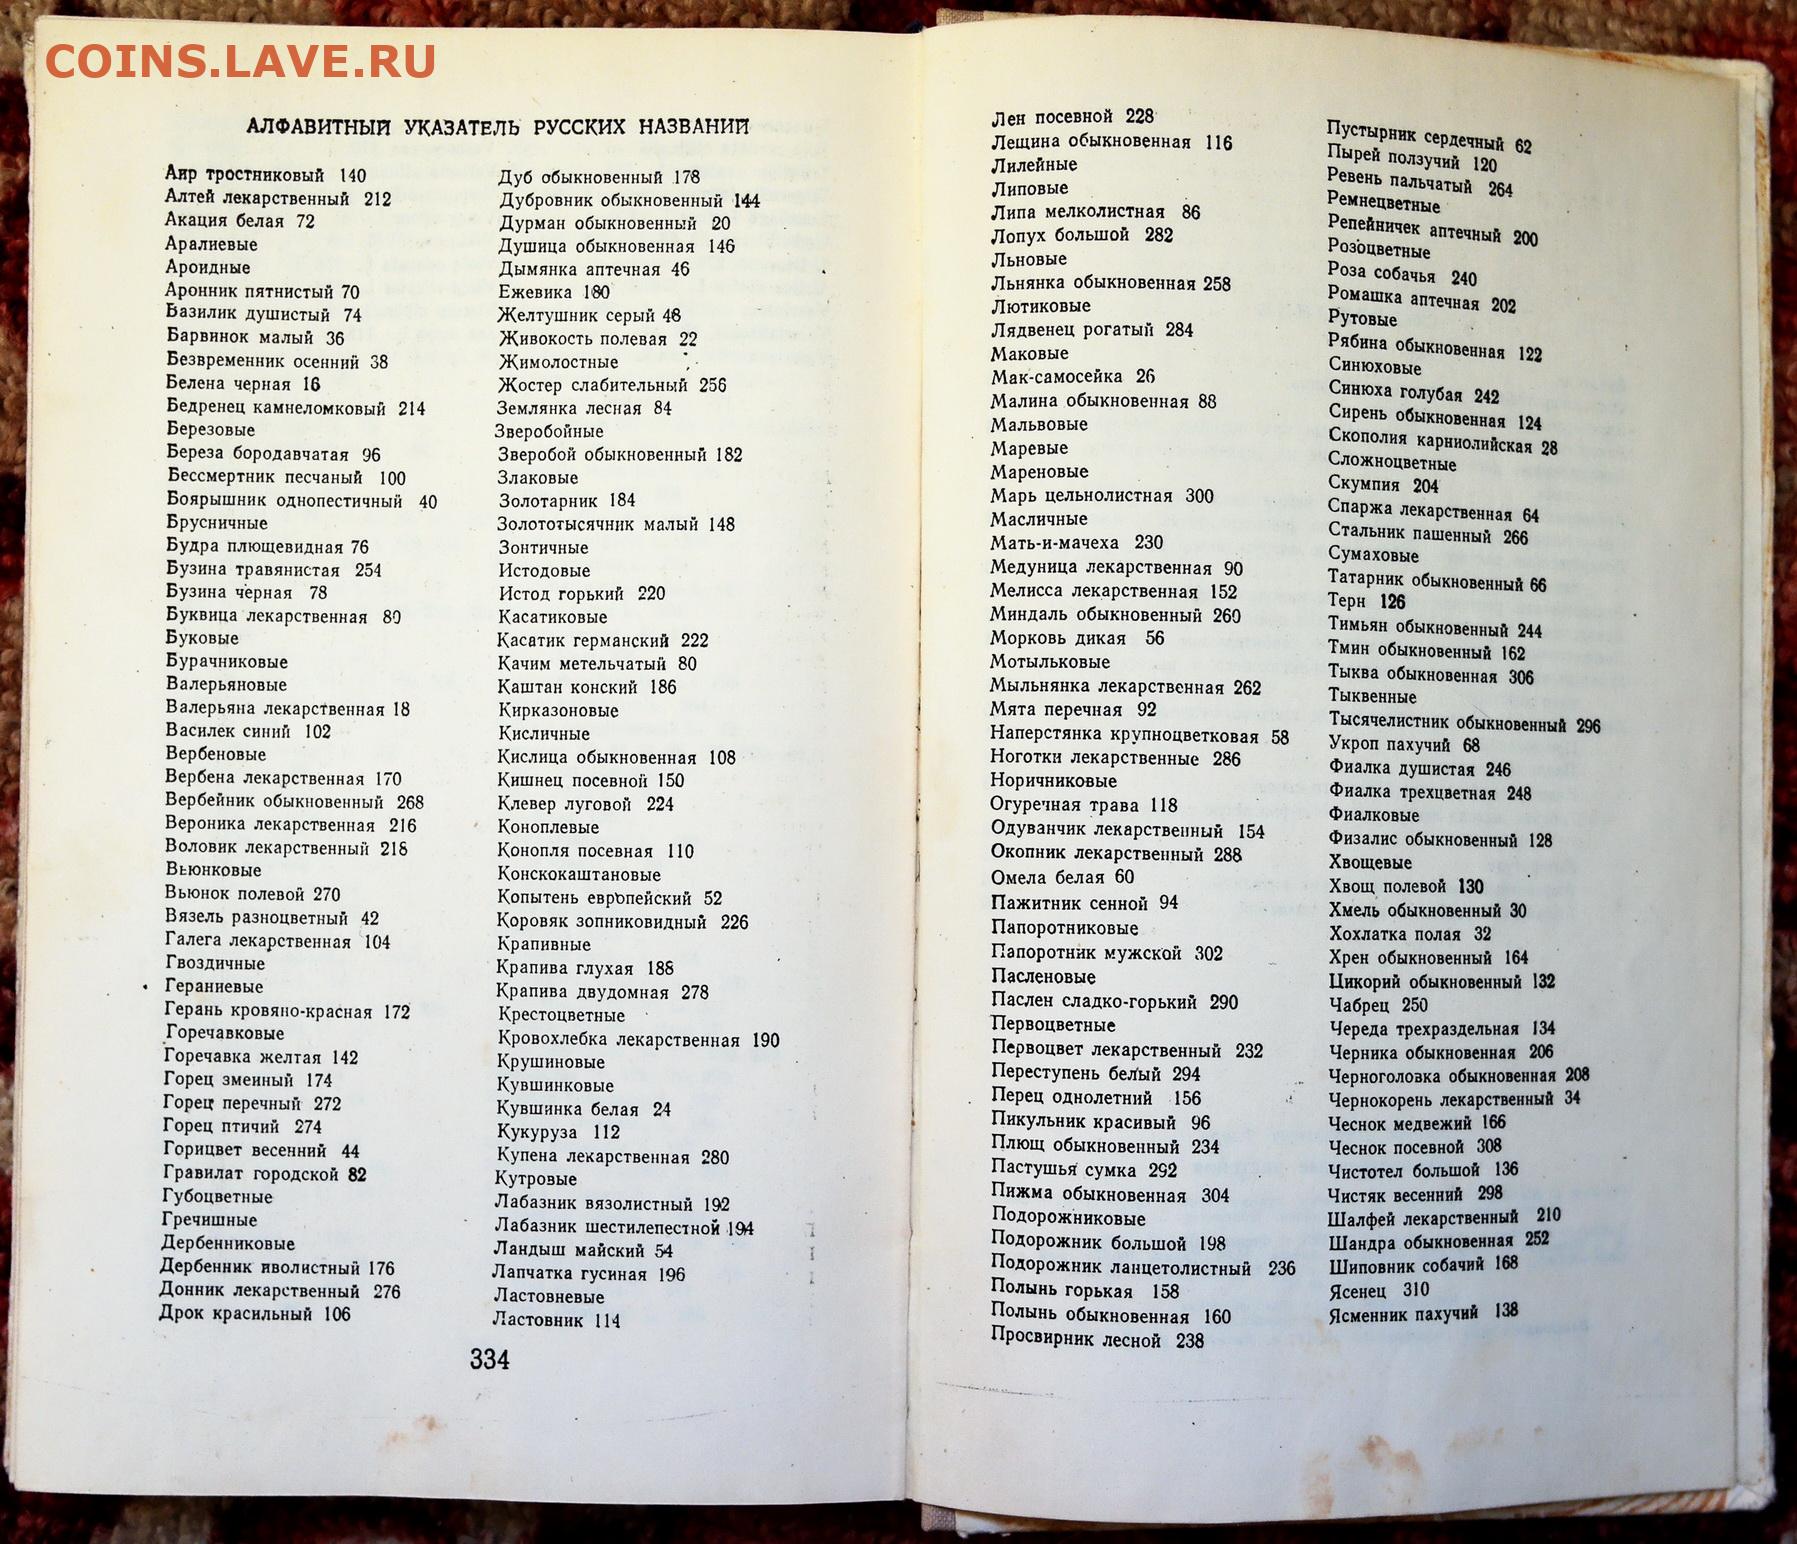 COINS.LAVE.RU
АЛФАВИТНЫЙ УКАЗАТЕЛЬ РУССКИХ НАЗВАНИЙ
Аир тростниковый 140
Алтей лекарственный 212
Акация белая 72
Аралиевые
Ароидные
Аронник пятнистый 70
Базилик душистый 74
Барвинок малый 36
Безвременник осенний 38
Белена черная 16
Бедренец камнеломковый 214
Березовые
Береза бородавчатая 96
Бессмертник песчаный 100
Боярышник однопестичный 40
Брусничные
Будра плющевидная 76
Бузина травянистая 254
Бузина черная 78
Буквица лекарственная 80
Буковые
Бурачниковые
Валерьяновые
Валерьяна лекарственная 18
Василек синий 102
Вербеновые
Вербена лекарственная 170
Вербейник обыкновенный 268
Вероника лекарственная 216
Воловик лекарственный 218
Вьюнковые
Вьюнок полевой 270
Вязель разноцветный 42
Галега лекарственная 104
Гвоздичные
Гераниевые
Герань кровяно-красная 172
Горечавковые
Горечавка желтая 142
Горец змеиный 174
Горец перечный 272
Горец птичий 274
Горицвет весенний 44
Гравилат городской 82
Губоцветные
Гречишные
Дербенниковые
Дербенник иволистный 176
Донник лекарственный 276
Дрок красильный 106
Дуб обыкновенный 178
Дубровник обыкновенный 144
Дурман обыкновенный 20
Душица обыкновенная 146
Дымянка аптечная 46
Ежевика 180
Желтушник серый 48
Живокость полевая 22
Жимолостные
Жостер слабительный 256
Землянка лесная 84
Зверобойные
Зверобой обыкновенный 182
Злаковые
Золотарник 184
Золототысячник малый 148
Зонтичные
Истодовые
Истод горький 220
Касатиковые
Касатик германский 222
Качим метельчатый 80
Каштан конский 186
Кирказоновые
Кисличные
Кислица обыкновенная 108
Кишнец посевной 150
Клевер луговой 224
Коноплевые
Конопля посевная 110
Конскокаштановые
Копытень европейский 52
Коровяк зопниковидный 226
Крапивные
Крапива глухая 188
Крапива двудомная 278
Крестоцветные
Кровохлебка лекарственная 190
Крушиновые
Кувшинковые
Кувшинка белая 24
Кукуруза 112
Купена лекарственная 280
Кутровые
Лабазник вязолистный 192
Лабазник шестилепестной 194
Ландыш майский 54
Лапчатка гусиная 196
Ластовневые
Ластовник 114
334
Лен посевной 228
Лещина обыкновенная 116
Лилейные
Липовые
Липа мелколистная 86
Лопух большой 282
Льновые
Льнянка обыкновенная 258
Лютиковые
Лядвенец рогатый 284
Маковые
Мак-самосейка 26
Малина обыкновенная 88
Мальвовые
Маревые
Мареновые
Марь цельнолистная 300
Масличные
Мать-и-мачеха 230
Медуница лекарственная 90
Мелисса лекарственная 152
Миндаль обыкновенный 260
Морковь дикая 56
Мотыльковые
Мыльнянка лекарственная 262
Мята перечная 92
Наперстянка крупноцветковая 58
Ноготки лекарственные 286
Норичниковые
Огуречная трава 118
Одуванчик лекарственный 154
Окопник лекарственный 288
Омела белая 60
Пажитник сенной 94
Папоротниковые
Папоротник мужской 302
Пасленовые
Паслен сладко-горький 290
Первоцветные
Первоцвет лекарственный 232
Переступень белый 294
Перец однолетний 156
Пикульник красивый 96
Плющ обыкновенный 234
Пастушья сумка 292
Пижма обыкновенная 304
Подорожниковые
Подорожник большой 198
Подорожник ланцетолистный 236
Полынь горькая 158
Полынь обыкновенная 160
Просвирник лесной 238
Пустырник сердечный 62
Пырей ползучий 120
Ревень пальчатый 264
Ремнецветные
Репейничек аптечный 200
Розоцветные
Роза собачья 240
Ромашка аптечная 202
Рутовые
Рябина обыкновенная 122
Синюховые
Синюха голубая 242
Сирень обыкновенная 124
Скополия карниолийская 28
Сложноцветные
Скумпия 204
Спаржа лекарственная 64
Стальник пашенный 266
Сумаховые
Татарник обыкновенный 66
Терн 126
Тимьян обыкновенный 244
Тмин обыкновенный 162
Тыква обыкновенная 306
Тыквенные
Тысячелистник обыкновенный 296
Укроп пахучий 68
Фиалка душистая 246
Фиалка трехцветная 248
Фиалковые
Физалис обыкновенный 128
Хвощевые
Хвощ полевой 130
Хмель обыкновенный 30
Хохлатка полая 32
Хрен обыкновенный 164
Цикорий обыкновенный 132
Чабрец 250
Череда трехраздельная 134
Черника обыкновенная 206
Черноголовка обыкновенная 208
Чернокорень лекарственный 34
Чеснок медвежий 166
Чеснок посевной 308
Чистотел большой 136
Чистяк весенний 298
Шалфей лекарственный 210
Шандра обыкновенная 252
Шиповник собачий 168
Ясенец 310
Ясменник пахучий 138